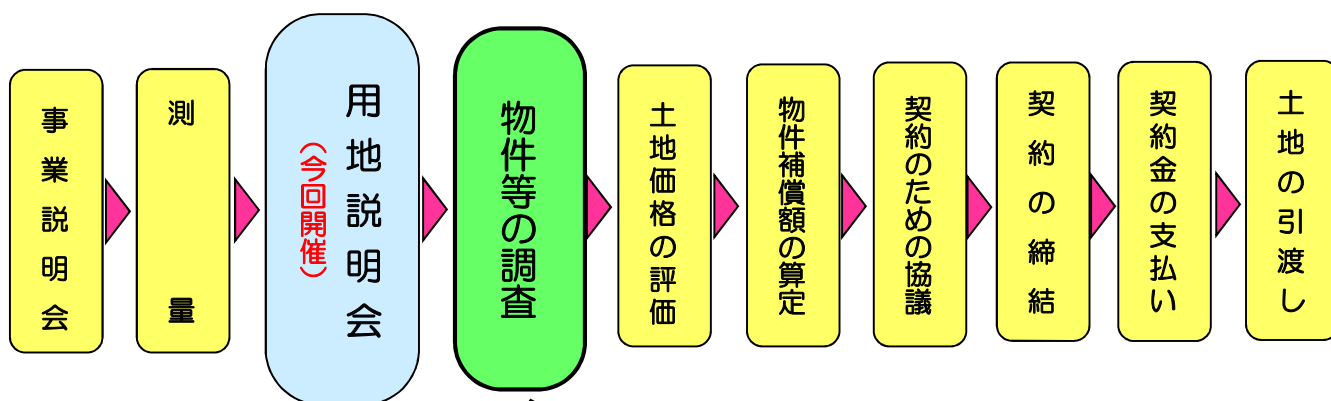 事業説明会
測量
用地説明会
（今回開催）
物件等の調査
土地価格の評価
物件補償額の算定
契約のための協議
契約の締結
契約金の支払い
土地の引渡し